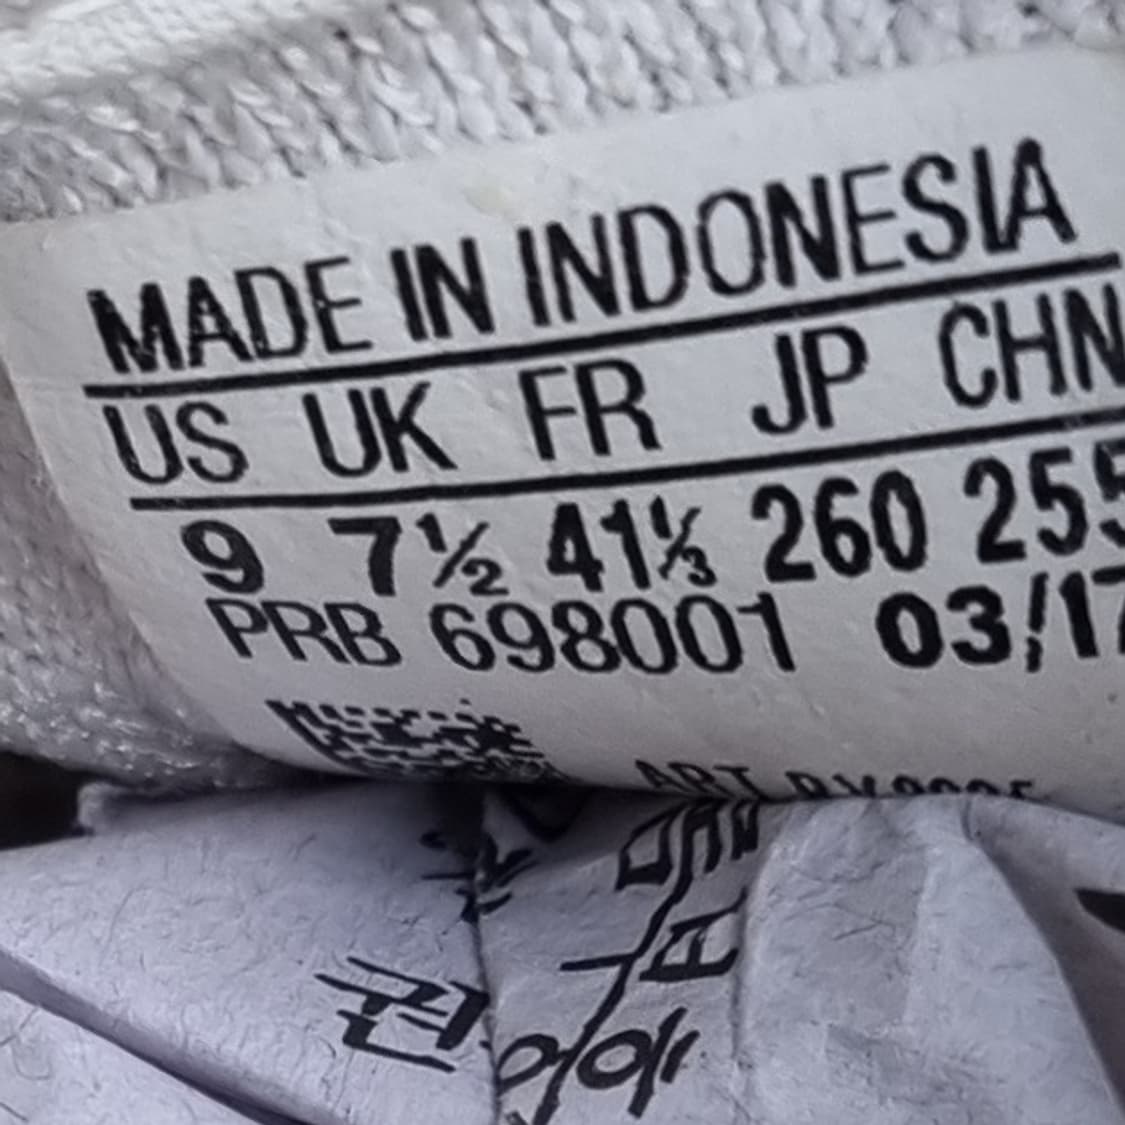 MADE IN INDONESIA
US UK FR JP CHN
9 7½ 41⅓ 260 255
PRB 698001 03/17
ART